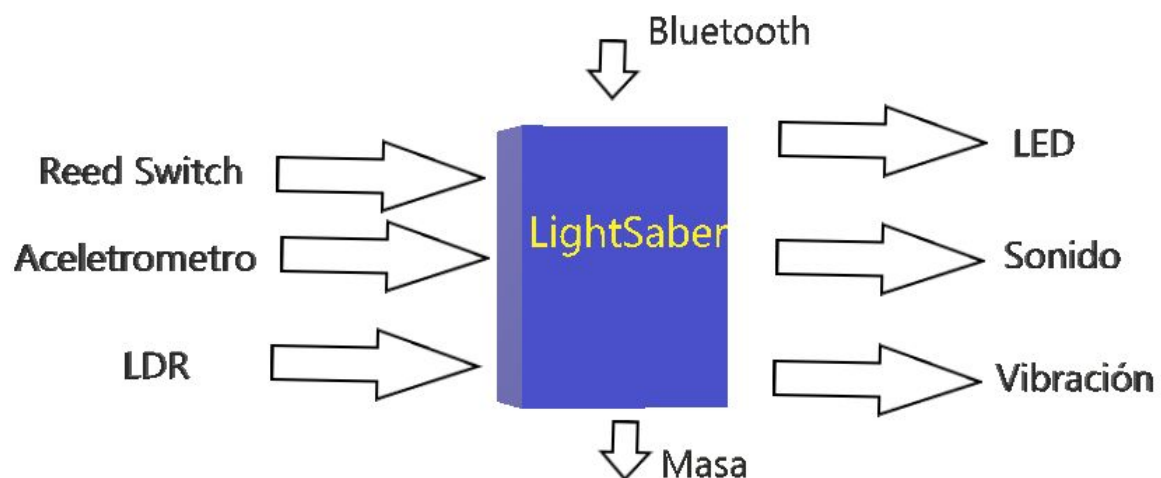 Bluetooth
Reed Switch
LED
LightSaber
Aceletrometro
Sonido
LDR
Vibración
Masa